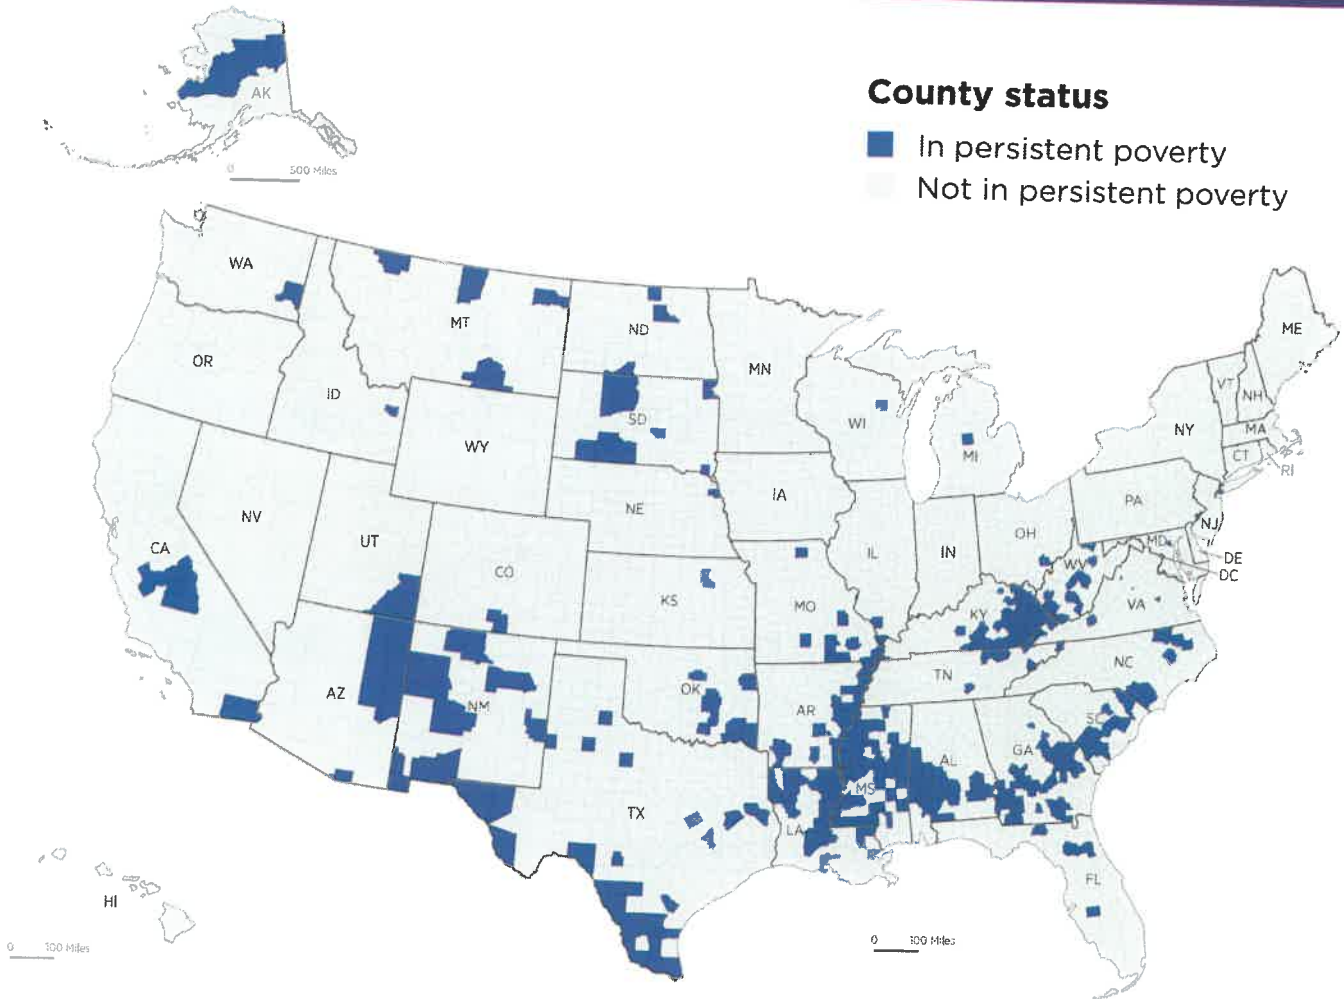 AK
0 500 Miles
County status
In persistent poverty
Not in persistent poverty
WA
MT
ND
MN
ME
OR
ID
SD
WI
MI
VT
NH
NY
MA
CT
RI
WY
NE
IA
PA
NV
UT
CO
IL
IN
OH
NJ
MD
DE
DC
CA
KS
MO
WV
KY
VA
AZ
NM
OK
AR
TN
NC
SC
TX
LA
MS
AL
GA
FL
HI
0 100 Miles
0 100 Miles